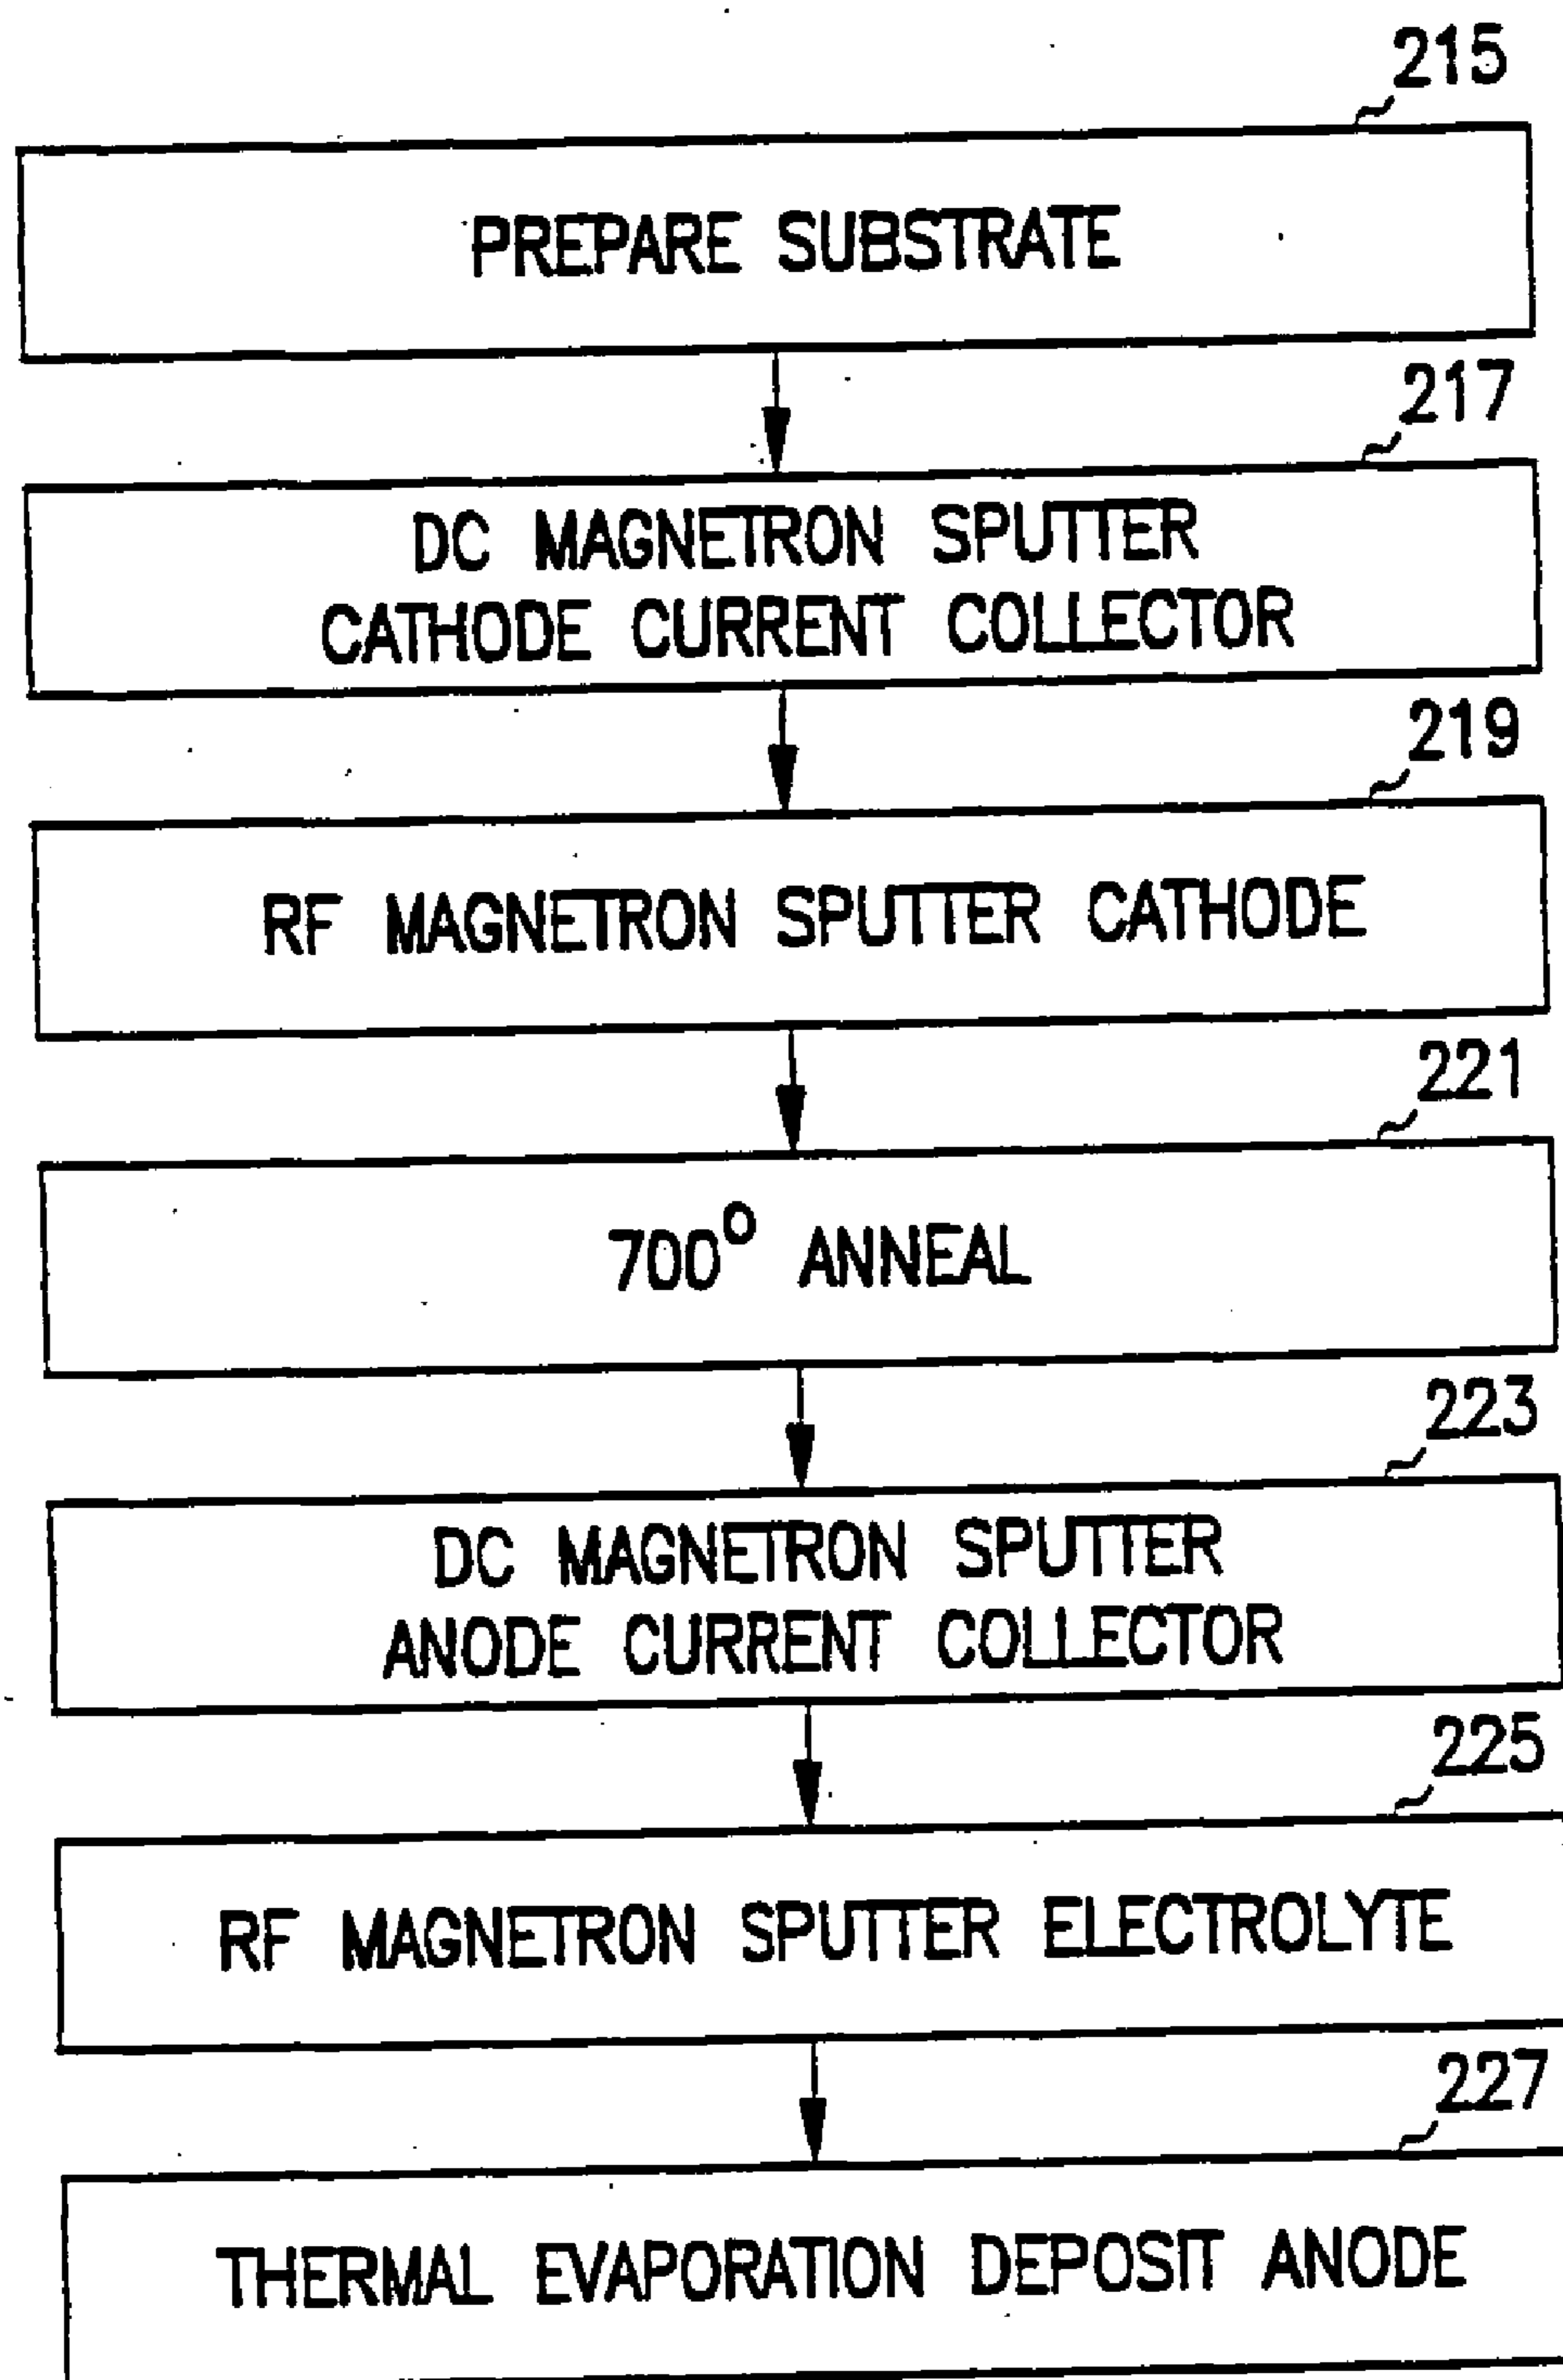 215
PREPARE SUBSTRATE
217
DC MAGNETRON SPUTTER
CATHODE CURRENT COLLECTOR
219
RF MAGNETRON SPUTTER CATHODE
221
700° ANNEAL
223
DC MAGNETRON SPUTTER
ANODE CURRENT COLLECTOR
225
RF MAGNETRON SPUTTER ELECTROLYTE
227
THERMAL EVAPORATION DEPOSIT ANODE